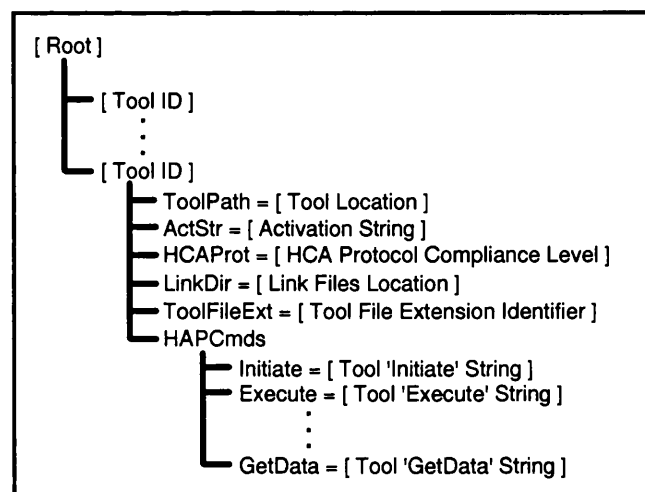 [ Root ]
[ Tool ID ]
[ Tool ID ]
ToolPath = [ Tool Location ]
ActStr = [ Activation String ]
HCAProt = [ HCA Protocol Compliance Level ]
LinkDir = [ Link Files Location ]
ToolFileExt = [ Tool File Extension Identifier ]
HAPCmds
Initiate = [ Tool 'Initiate' String ]
Execute = [ Tool 'Execute' String ]
GetData = [ Tool 'GetData' String ]